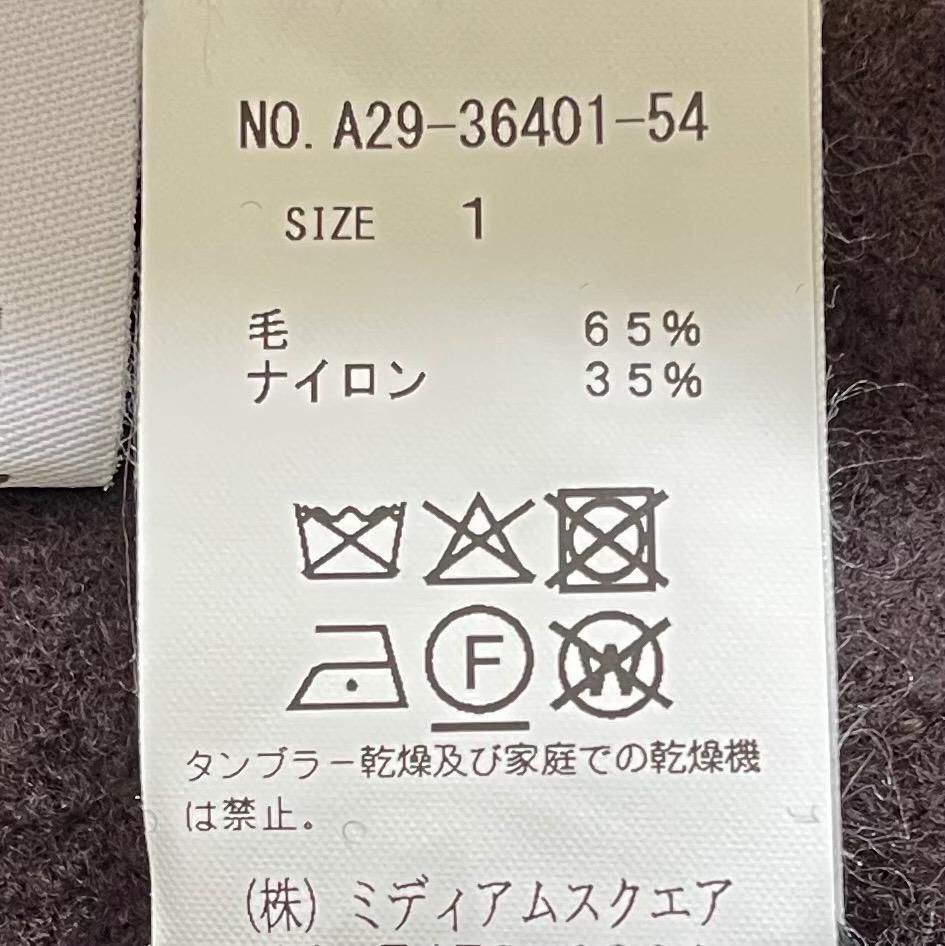 NO. A29-36401-54
SIZE 1
毛 65%
ナイロン 35%
F
W
タンブラー乾燥及び家庭での乾燥機
は禁止。
(株) ミディアムスクエア